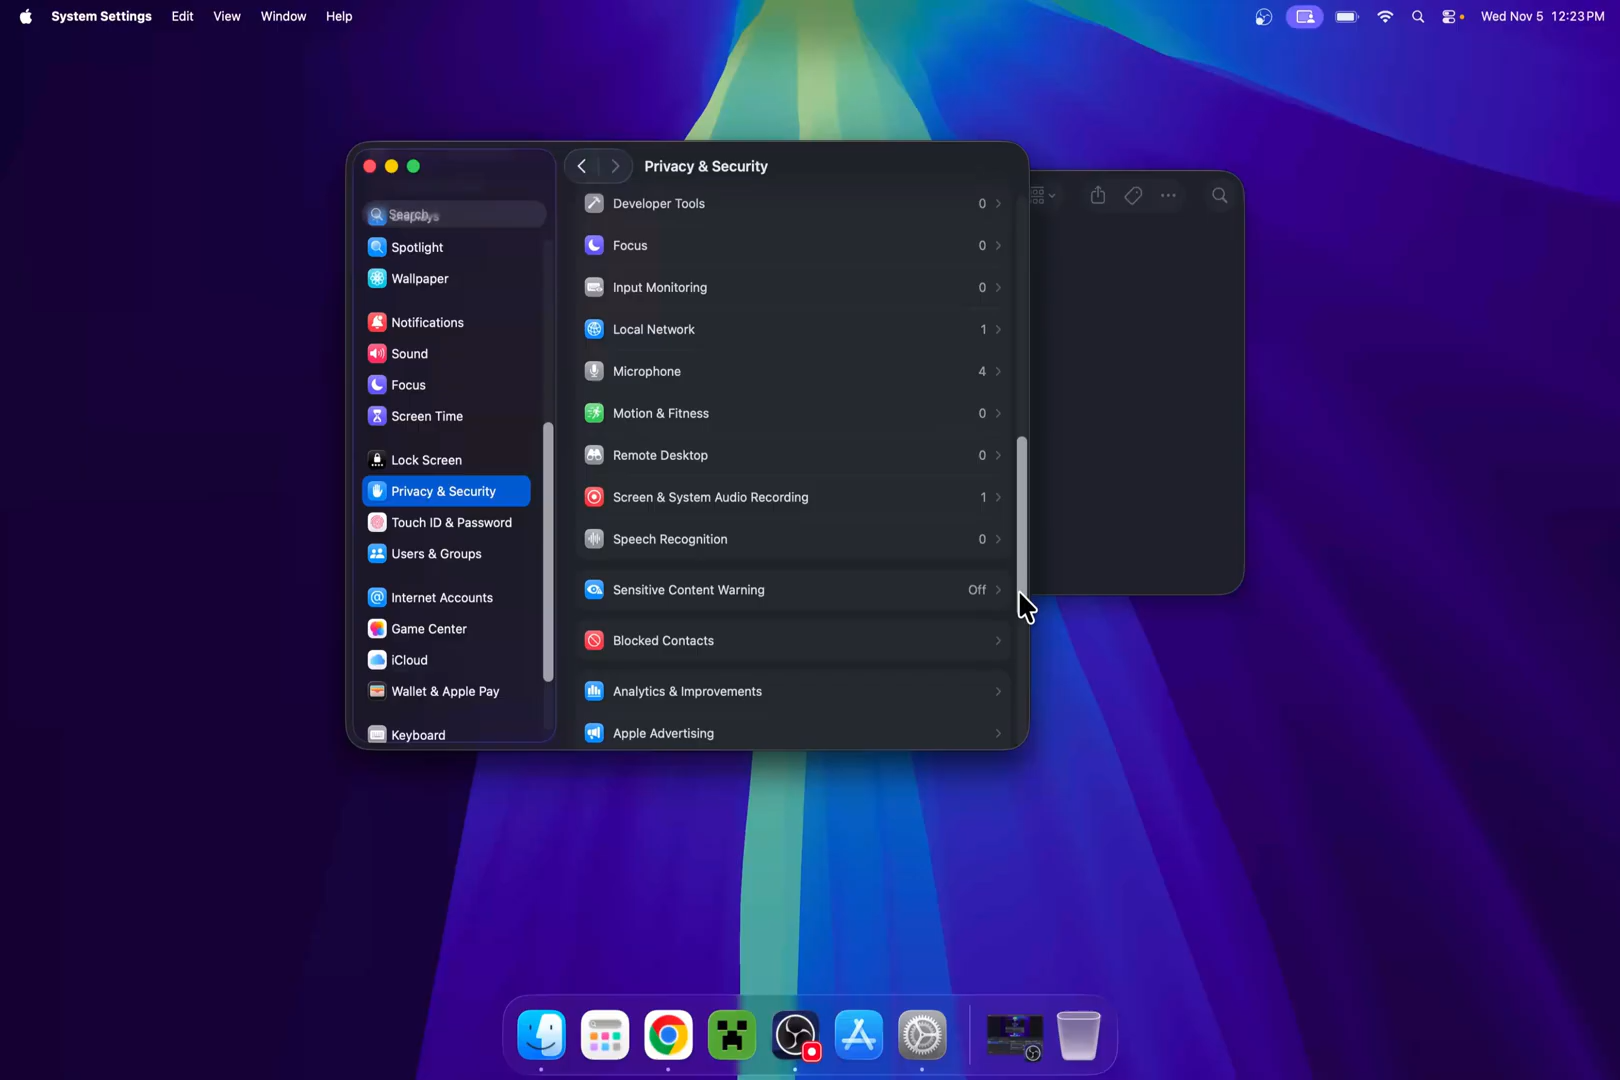 System Settings Edit View Window Help Wed Nov 5 12:23 PM
Privacy & Security
Search
Displays
Spotlight
Wallpaper
Notifications
Sound
Focus
Screen Time
Lock Screen
Privacy & Security
Touch ID & Password
Users & Groups
Internet Accounts
Game Center
iCloud
Wallet & Apple Pay
Keyboard
Developer Tools 0
Focus 0
Input Monitoring 0
Local Network 1
Microphone 4
Motion & Fitness 0
Remote Desktop 0
Screen & System Audio Recording 1
Speech Recognition 0
Sensitive Content Warning Off
Blocked Contacts
Analytics & Improvements
Apple Advertising